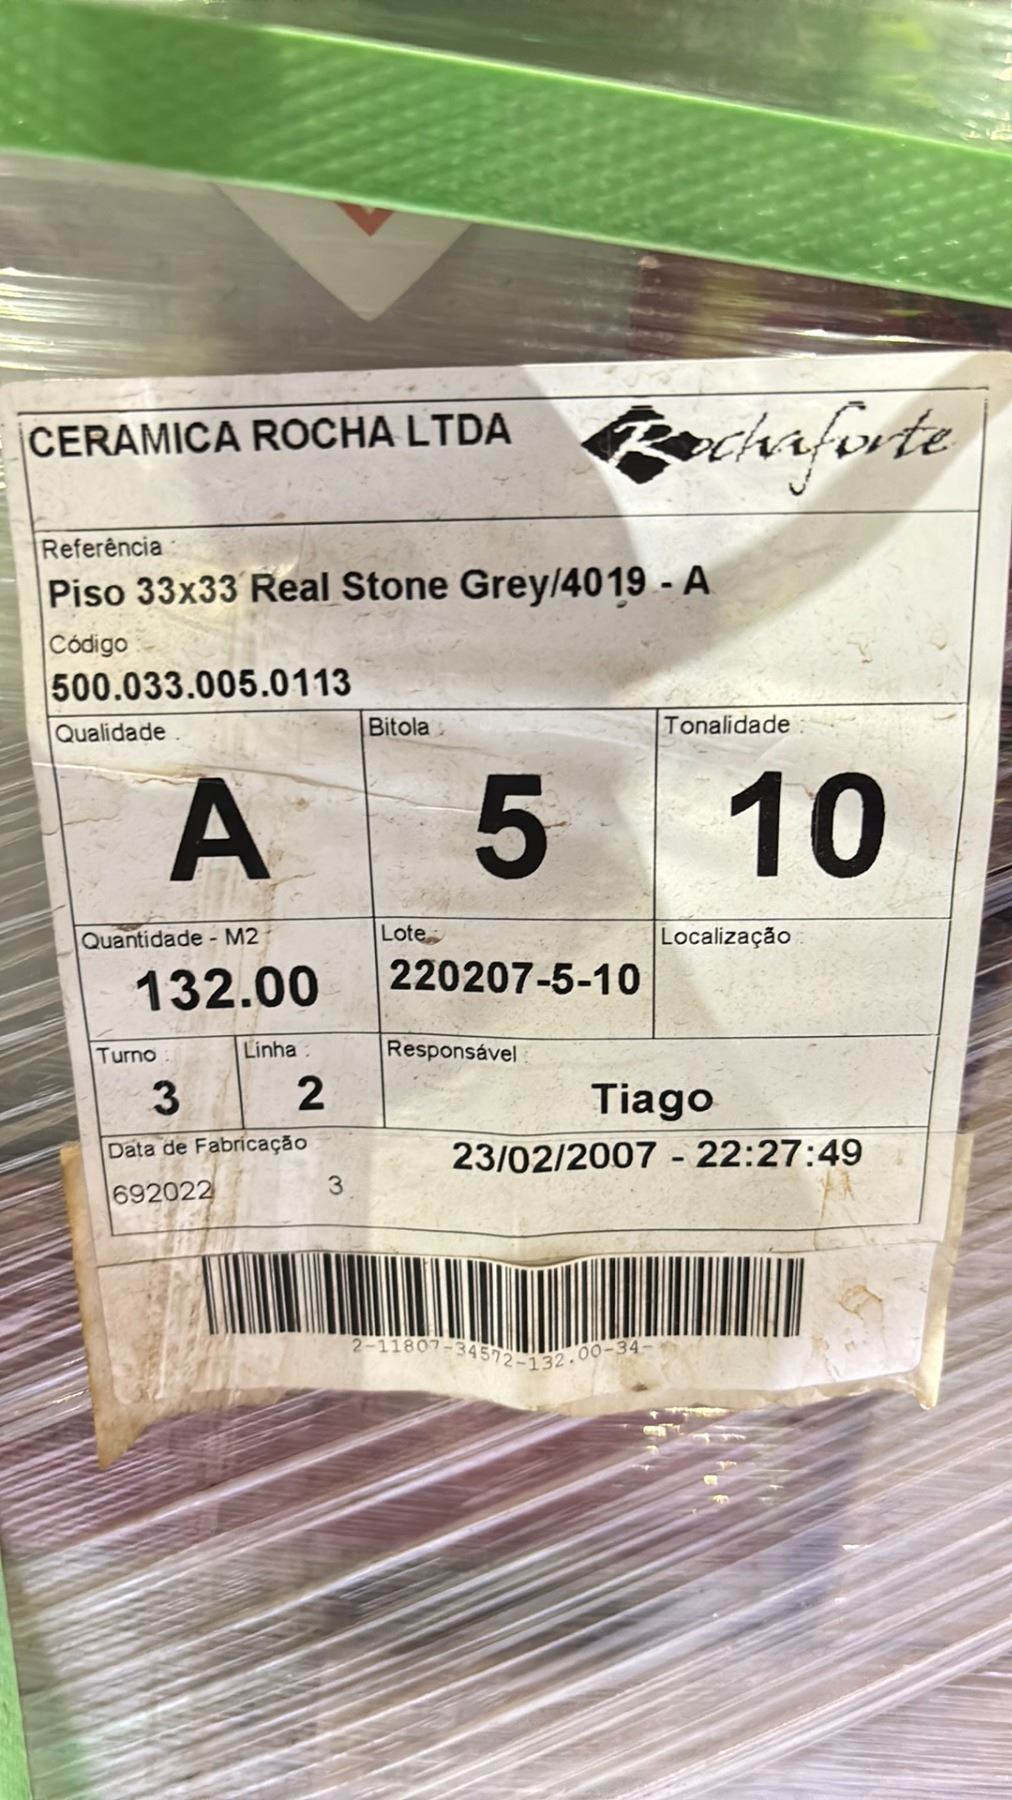 CERAMICA ROCHA LTDA
Rochaforte
Referência :
Piso 33x33 Real Stone Grey/4019 - A
Código :
500.033.005.0113
Qualidade :
Bitola :
Tonalidade :
A
5
10
Quantidade - M2
Lote :
Localização :
132.00
220207-5-10
Turno :
Linha :
Responsável :
3
2
Tiago
Data de Fabricação
23/02/2007 - 22:27:49
692022
3
2-11807-34572-132.00-34-